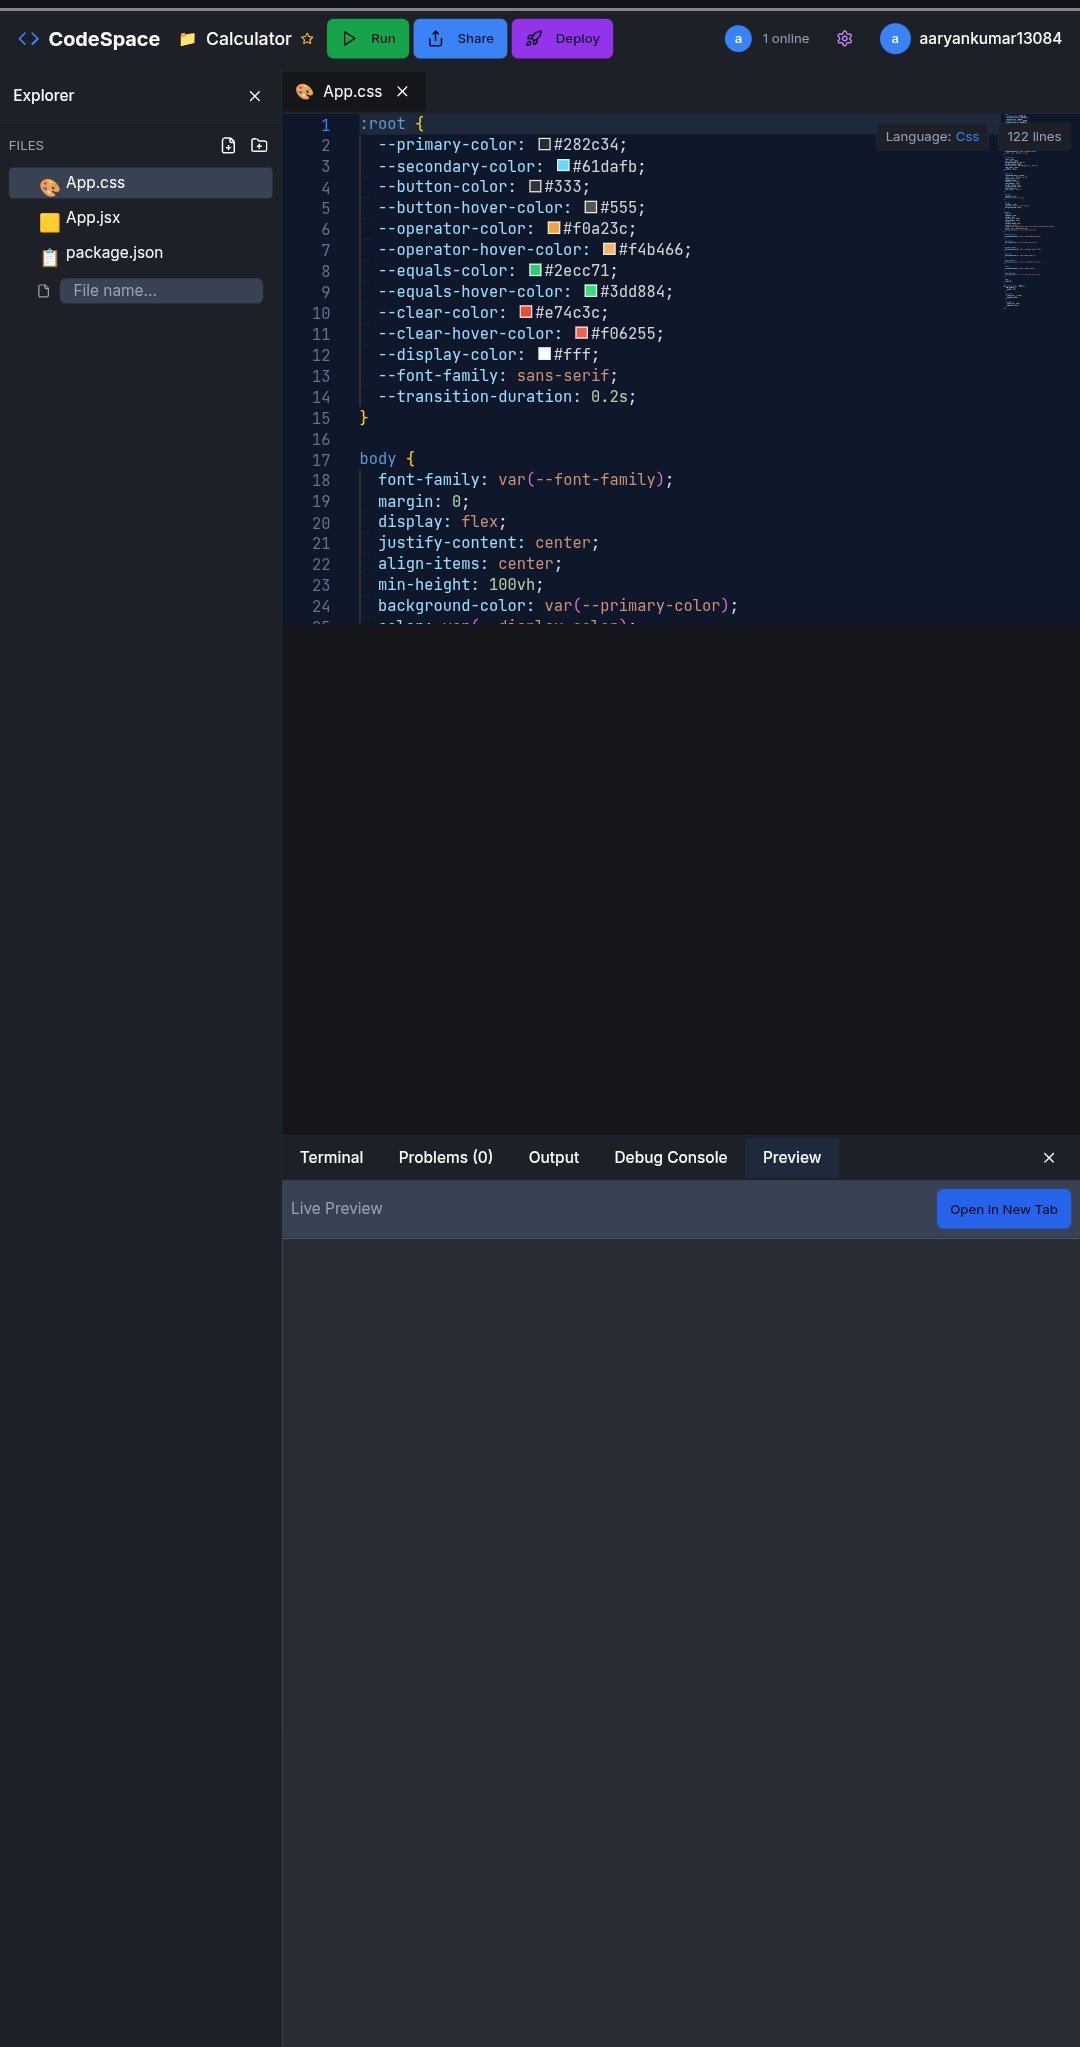 CodeSpace
Calculator
Run
Share
Deploy
a
1 online
a
aaryankumar13084
Explorer
FILES
App.css
App.jsx
package.json
File name...
App.css
Language: Css
122 lines
1 :root {
2 --primary-color: #282c34;
3 --secondary-color: #61dafb;
4 --button-color: #333;
5 --button-hover-color: #555;
6 --operator-color: #f0a23c;
7 --operator-hover-color: #f4b466;
8 --equals-color: #2ecc71;
9 --equals-hover-color: #3dd884;
10 --clear-color: #e74c3c;
11 --clear-hover-color: #f06255;
12 --display-color: #fff;
13 --font-family: sans-serif;
14 --transition-duration: 0.2s;
15 }
16
17 body {
18 font-family: var(--font-family);
19 margin: 0;
20 display: flex;
21 justify-content: center;
22 align-items: center;
23 min-height: 100vh;
24 background-color: var(--primary-color);
25 color: var(--display-color);
Terminal
Problems (0)
Output
Debug Console
Preview
Live Preview
Open in New Tab